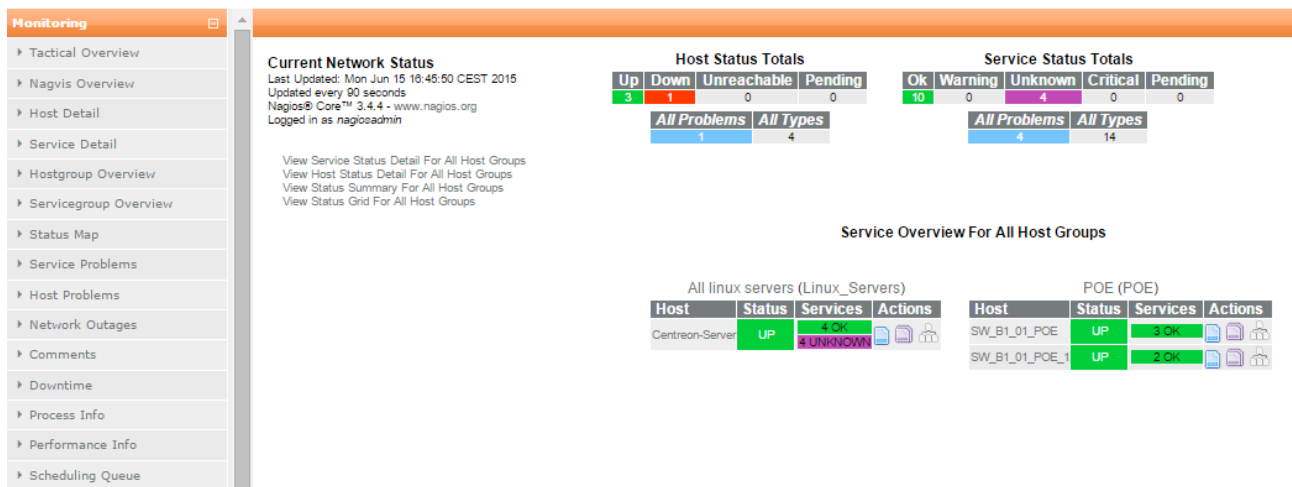 Monitoring
Tactical Overview
Nagvis Overview
Host Detail
Service Detail
Hostgroup Overview
Servicegroup Overview
Status Map
Service Problems
Host Problems
Network Outages
Comments
Downtime
Process Info
Performance Info
Scheduling Queue
Current Network Status
Last Updated: Mon Jun 15 16:45:50 CEST 2015
Updated every 90 seconds
Nagios® Core™ 3.4.4 - www.nagios.org
Logged in as nagiosadmin
View Service Status Detail For All Host Groups
View Host Status Detail For All Host Groups
View Status Summary For All Host Groups
View Status Grid For All Host Groups
Host Status Totals
Up Down Unreachable Pending
3 1 0 0
All Problems All Types
1 4
Service Status Totals
Ok Warning Unknown Critical Pending
10 0 4 0 0
All Problems All Types
4 14
Service Overview For All Host Groups
All linux servers (Linux_Servers)
Host Status Services Actions
Centreon-Server UP 4 OK
4 UNKNOWN
POE (POE)
Host Status Services Actions
SW_B1_01_POE UP 3 OK
SW_B1_01_POE_1 UP 2 OK